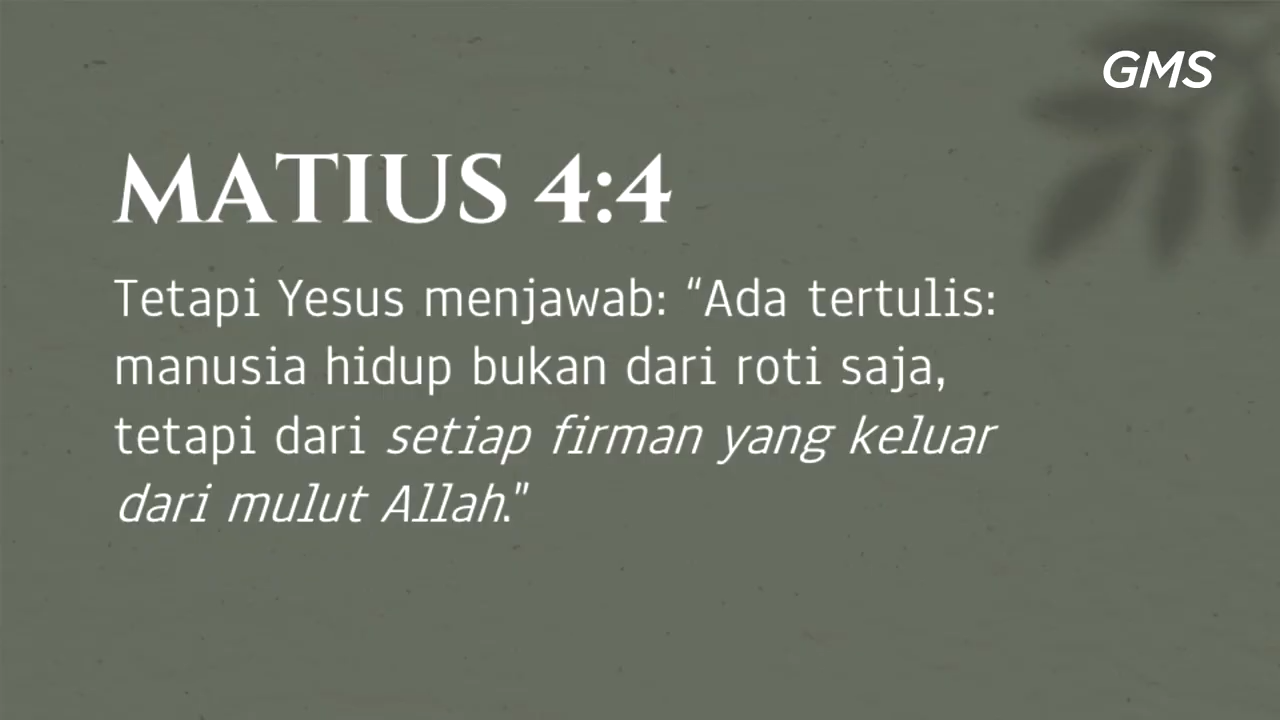 GMS
MATIUS 4:4
Tetapi Yesus menjawab: “Ada tertulis:
manusia hidup bukan dari roti saja,
tetapi dari setiap firman yang keluar
dari mulut Allah.”